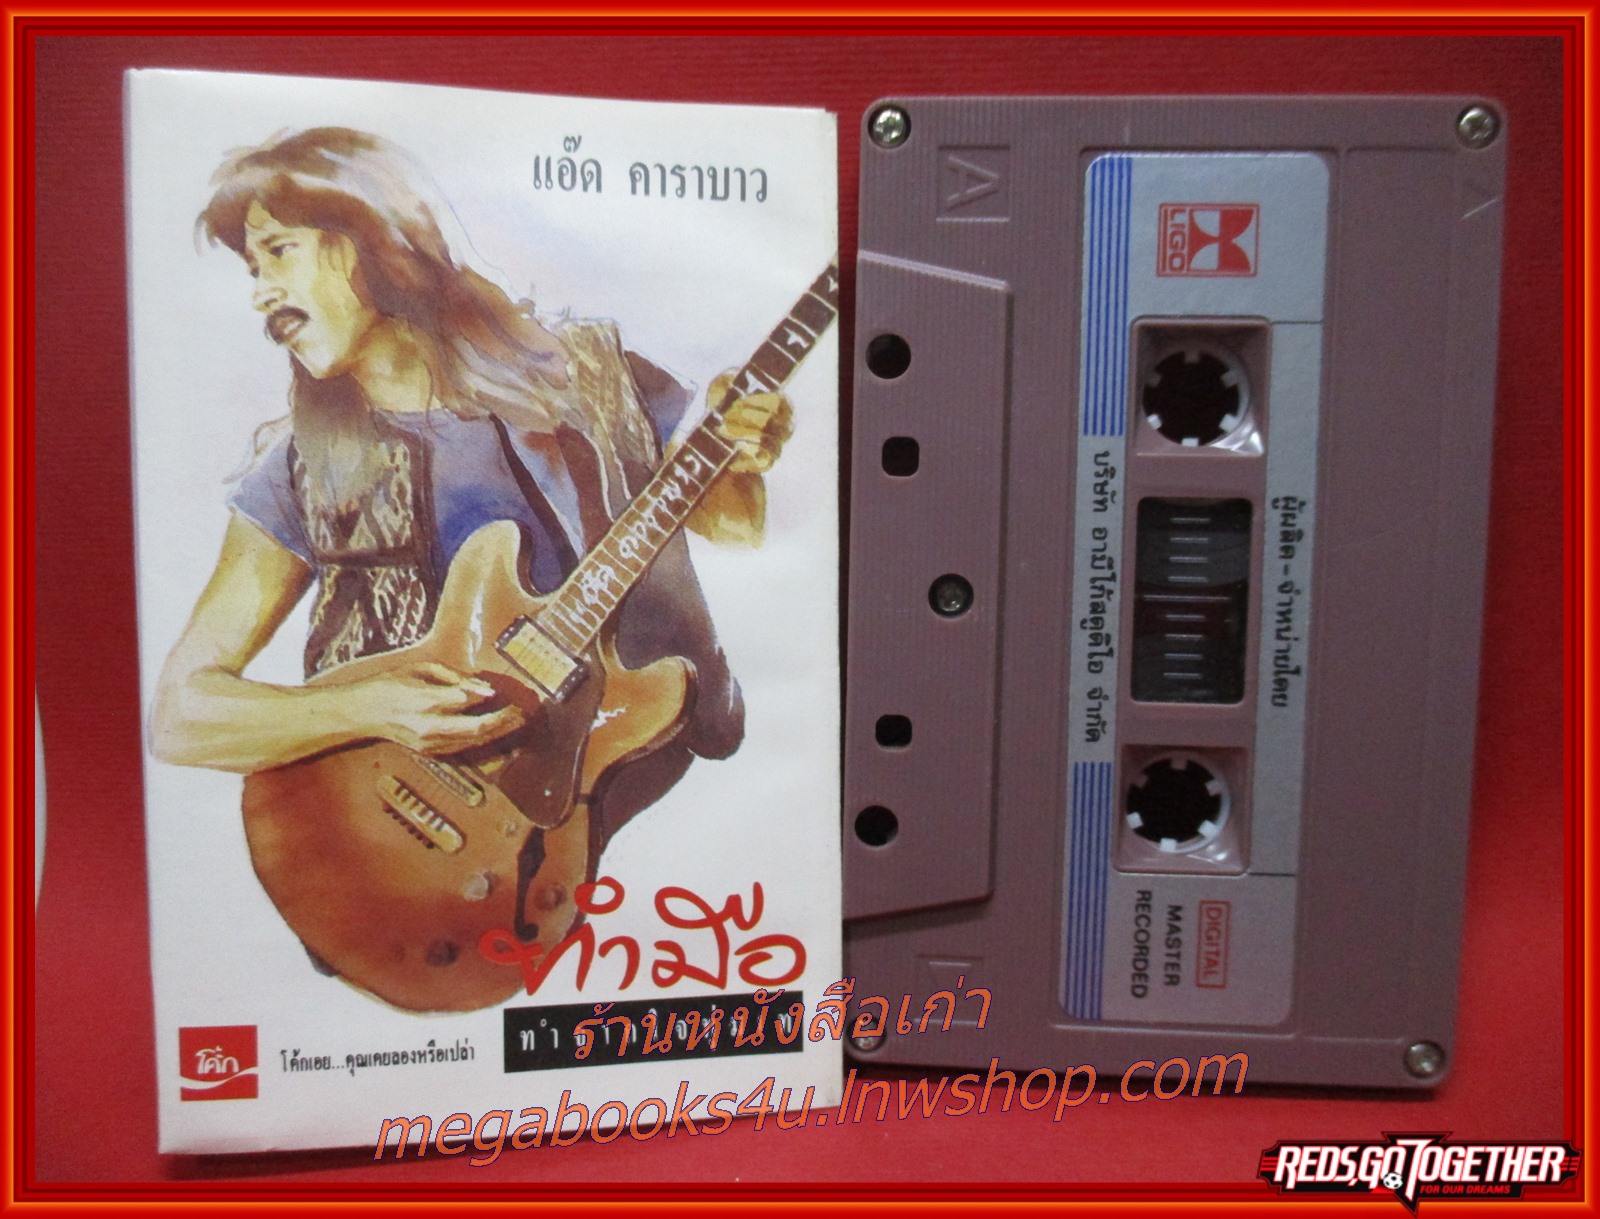 แอ๊ด คาราบาว
ทำมือ
โค้ก
โค้กเอย...คุณเคยลองหรือเปล่า
ร้านหนังสือเก่า
megabooks4u.lnwshop.com
A
LIGO
ผู้ผลิต - จำหน่ายโดย
บริษัท อามีโก้สตูดิโอ จำกัด
DIGITAL
MASTER
RECORDED
REDS,GO TOGETHER
FOR OUR DREAMS